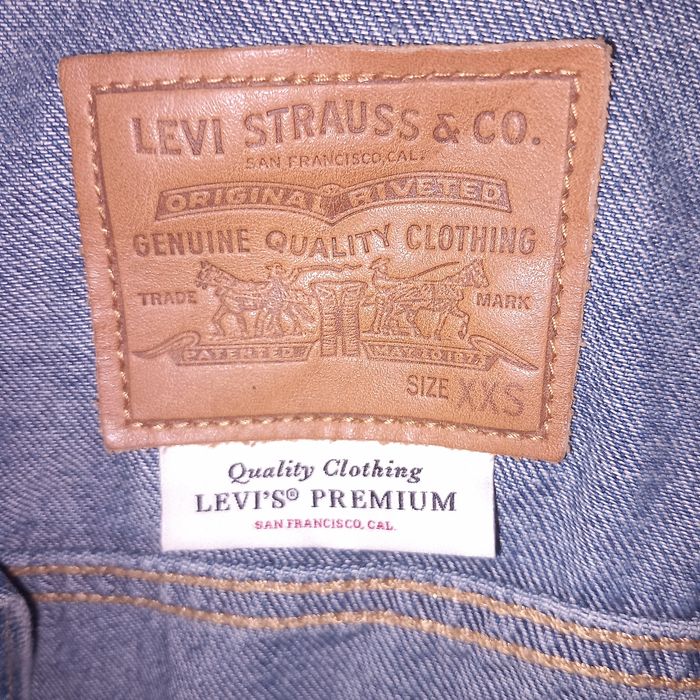 LEVI STRAUSS & CO.
SAN FRANCISCO, CAL.
ORIGINAL RIVETED
GENUINE QUALITY CLOTHING
TRADE MARK
PATENTED MAY 20 1873
SIZE XXS
Quality Clothing
LEVI'S® PREMIUM
SAN FRANCISCO, CAL.